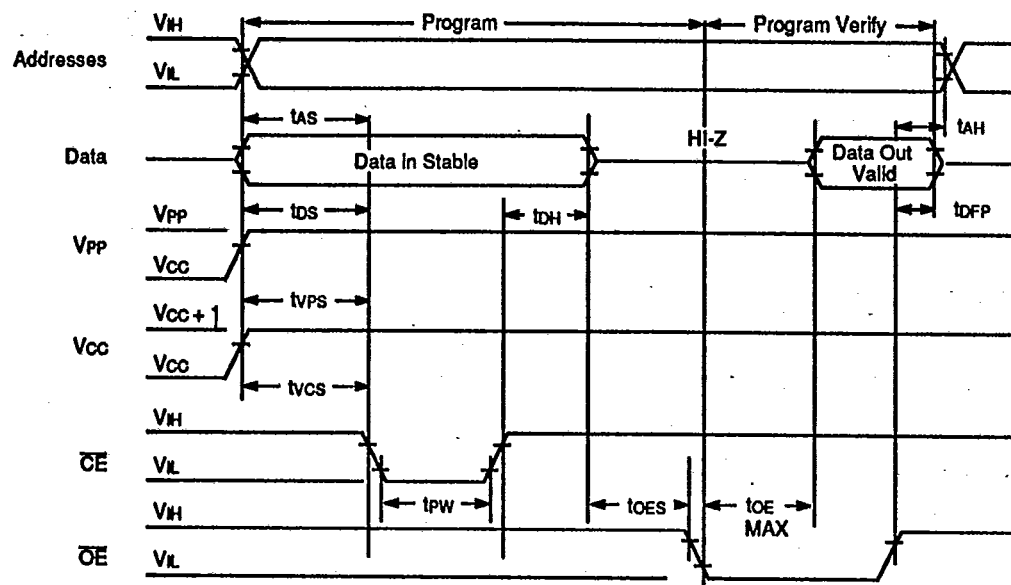 Program
Program Verify
Addresses
VIH
VIL
tAS
tAH
Data
Data in Stable
HI-Z
Data Out
Valid
tDS
tDH
tDFP
VPP
VPP
VCC
tVPS
VCC + 1
VCC
VCC
tVCS
VIH
CE
VIL
tPW
tOES
tOE
MAX
VIH
OE
VIL